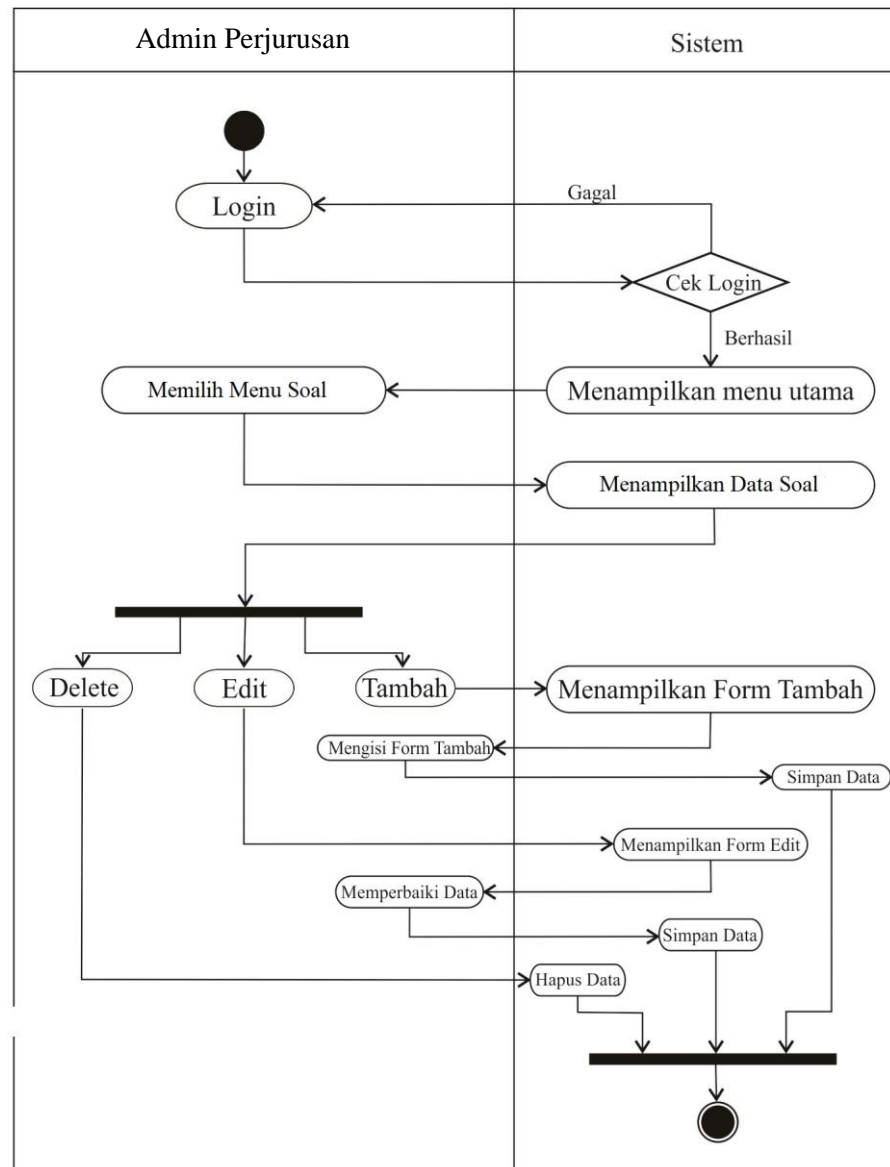 Admin Perjurusan
Sistem
Login
Gagal
Cek Login
Berhasil
Memilih Menu Soal
Menampilkan menu utama
Menampilkan Data Soal
Delete
Edit
Tambah
Menampilkan Form Tambah
Mengisi Form Tambah
Simpan Data
Menampilkan Form Edit
Memperbaiki Data
Simpan Data
Hapus Data